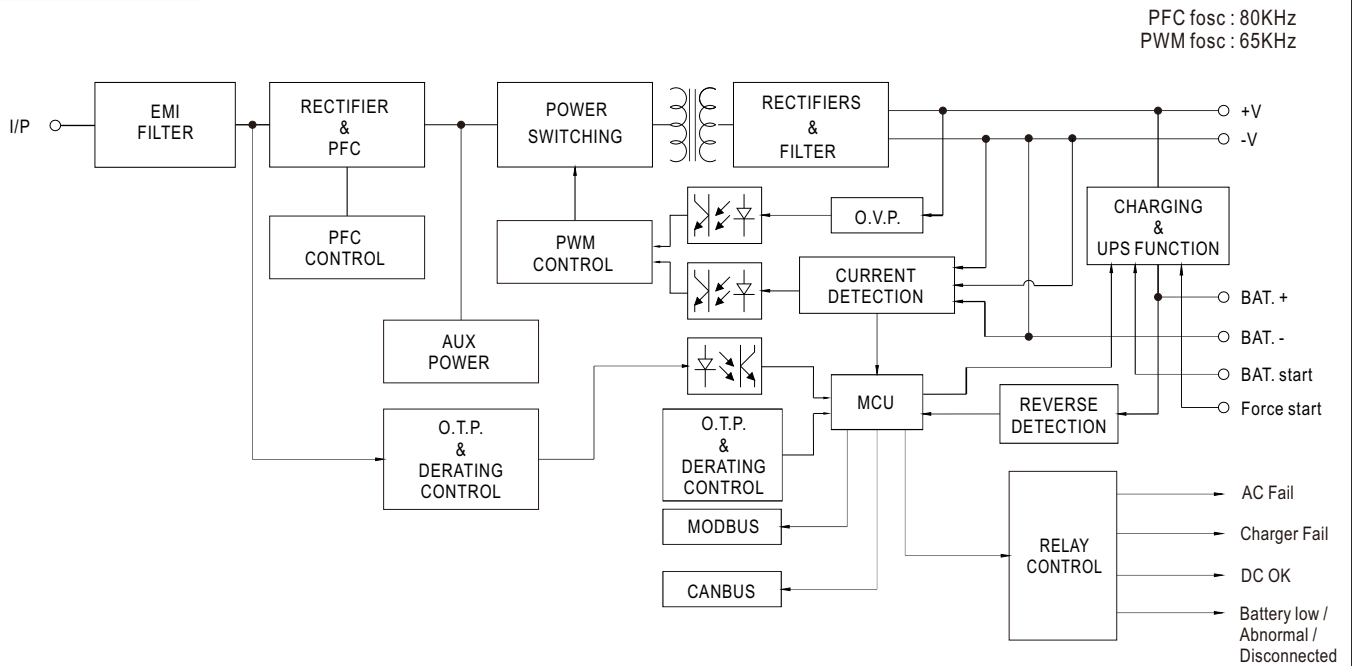 PFC fosc : 80KHz
PWM fosc : 65KHz
I/P
EMI
FILTER
RECTIFIER
&
PFC
POWER
SWITCHING
RECTIFIERS
&
FILTER
+V
-V
PFC
CONTROL
PWM
CONTROL
O.V.P.
CHARGING
&
UPS FUNCTION
CURRENT
DETECTION
BAT. +
BAT. -
BAT. start
Force start
AUX
POWER
MCU
REVERSE
DETECTION
O.T.P.
&
DERATING
CONTROL
O.T.P.
&
DERATING
CONTROL
MODBUS
CANBUS
RELAY
CONTROL
AC Fail
Charger Fail
DC OK
Battery low /
Abnormal /
Disconnected